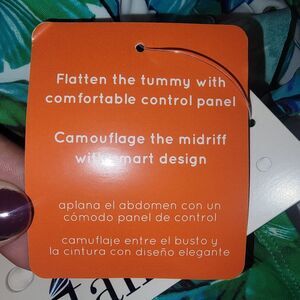 Flatten the tummy with
comfortable control panel
Camouflage the midriff
with smart design
aplana el abdomen con un
cómodo panel de control
camuflaje entre el busto y
la cintura con diseño elegante